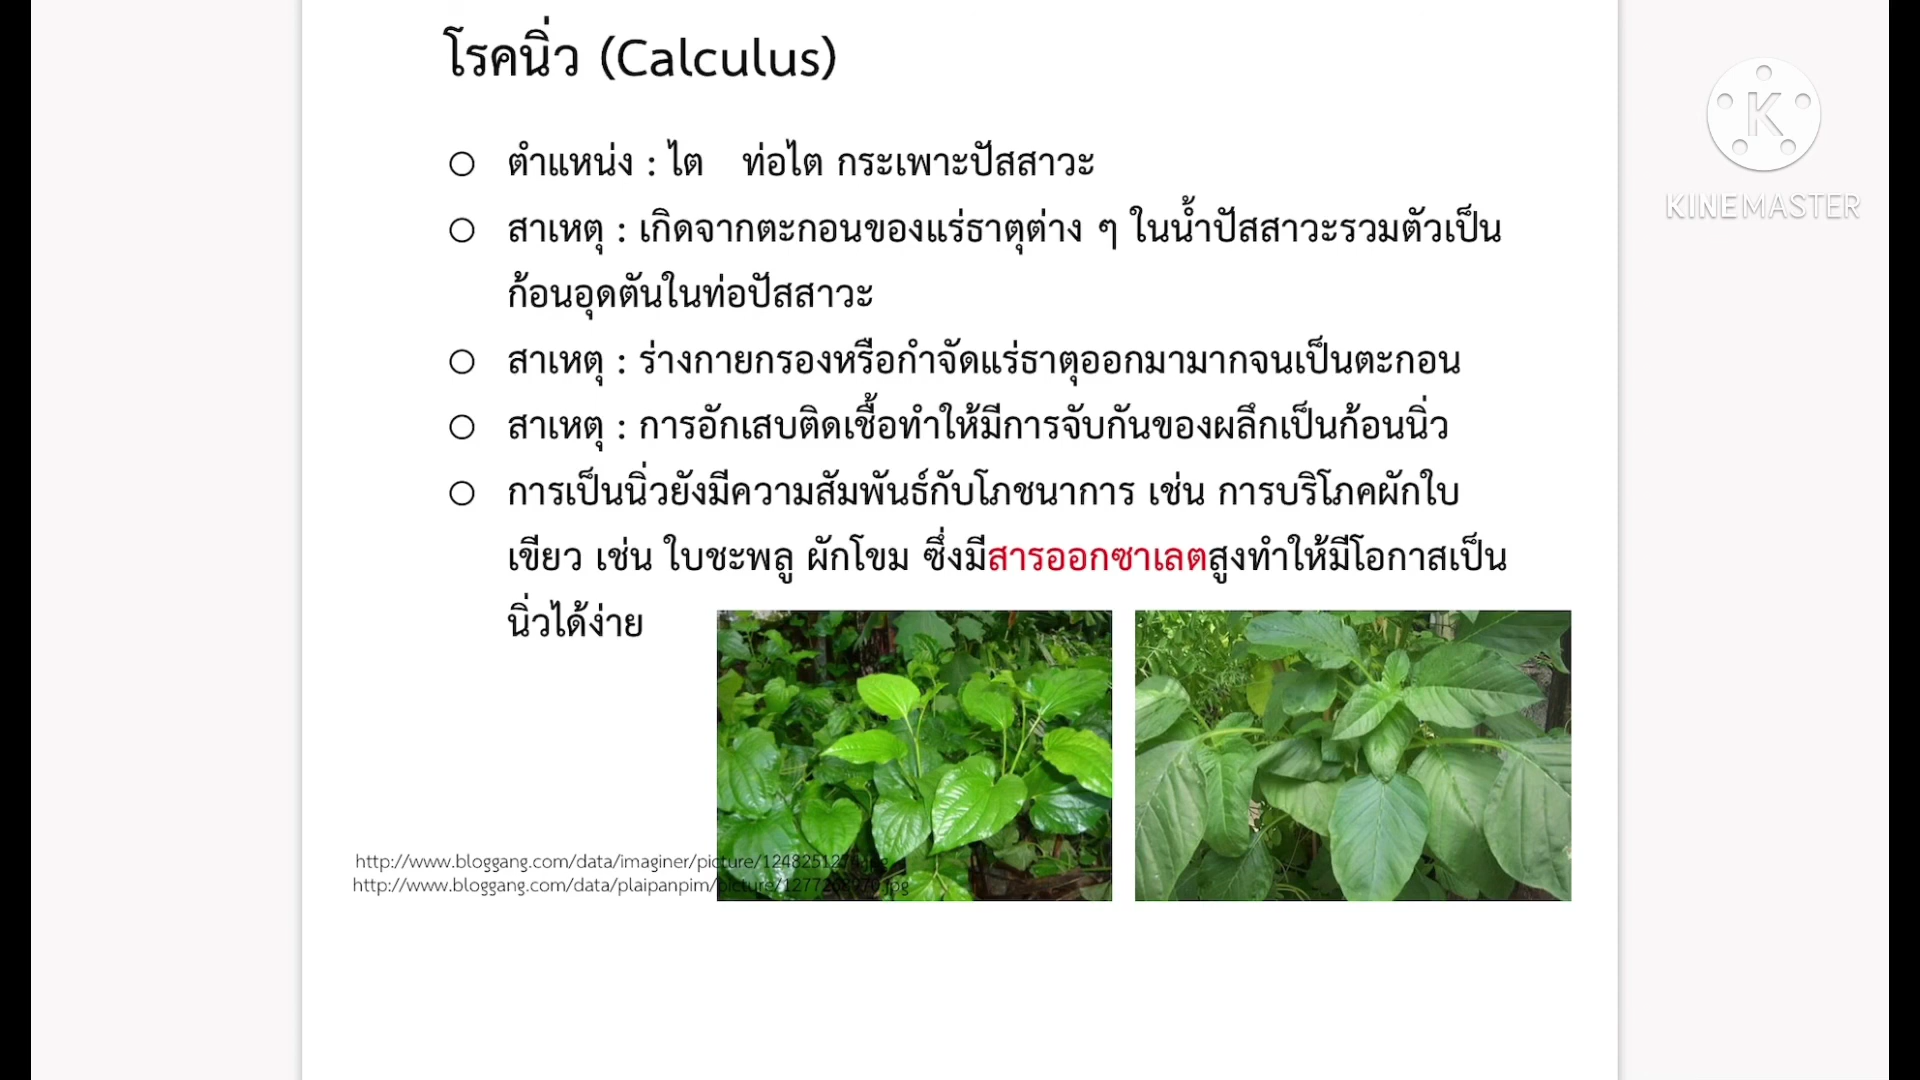 โรคนิ่ว (Calculus)
ตำแหน่ง : ไต ท่อไต กระเพาะปัสสาวะ
สาเหตุ : เกิดจากตะกอนของแร่ธาตุต่าง ๆ ในน้ำปัสสาวะรวมตัวเป็น
ก้อนอุดตันในท่อปัสสาวะ
สาเหตุ : ร่างกายกรองหรือกำจัดแร่ธาตุออกมามากจนเป็นตะกอน
สาเหตุ : การอักเสบติดเชื้อทำให้มีการจับกันของผลึกเป็นก้อนนิ่ว
การเป็นนิ่วยังมีความสัมพันธ์กับโภชนาการ เช่น การบริโภคผักใบ
เขียว เช่น ใบชะพลู ผักโขม ซึ่งมีสารออกซาเลตสูงทำให้มีโอกาสเป็น
นิ่วได้ง่าย
http://www.bloggang.com/data/imaginer/picture/
http://www.bloggang.com/data/plaipanpim/picture/
K
KINEMASTER